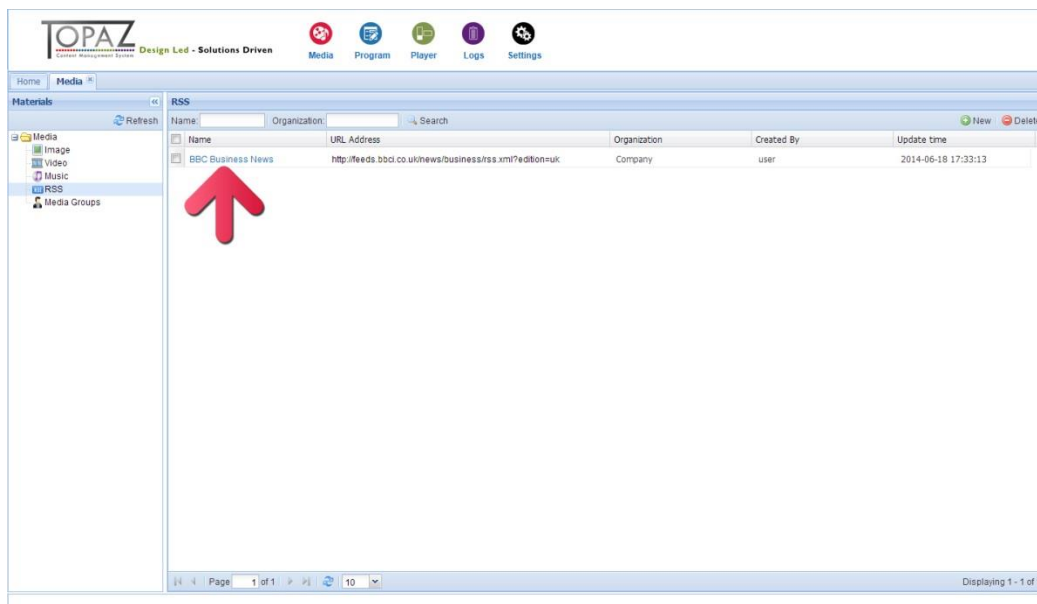 TOPAZ
Content Management System
Design Led - Solutions Driven
Media Program Player Logs Settings
Home Media
Materials
Refresh
Media
Image
Video
Music
RSS
Media Groups
RSS
Name: Organization: Search New Delete
Name URL Address Organization Created By Update time
BBC Business News http://feeds.bbci.co.uk/news/business/rss.xml?edition=uk Company user 2014-06-18 17:33:13
Page 1 of 1 10 Displaying 1 - 1 of